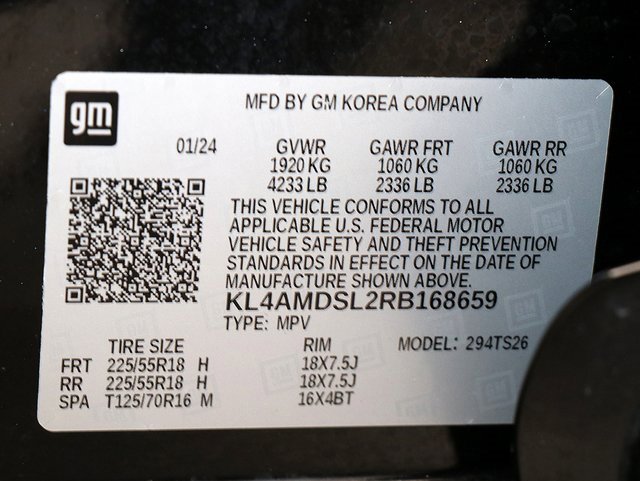 gm
MFD BY GM KOREA COMPANY
01/24 GVWR GAWR FRT GAWR RR
1920 KG 1060 KG 1060 KG
4233 LB 2336 LB 2336 LB
THIS VEHICLE CONFORMS TO ALL
APPLICABLE U.S. FEDERAL MOTOR
VEHICLE SAFETY AND THEFT PREVENTION
STANDARDS IN EFFECT ON THE DATE OF
MANUFACTURE SHOWN ABOVE.
KL4AMDSL2RB168659
TYPE: MPV
TIRE SIZE RIM MODEL: 294TS26
FRT 225/55R18 H 18X7.5J
RR 225/55R18 H 18X7.5J
SPA T125/70R16 M 16X4BT